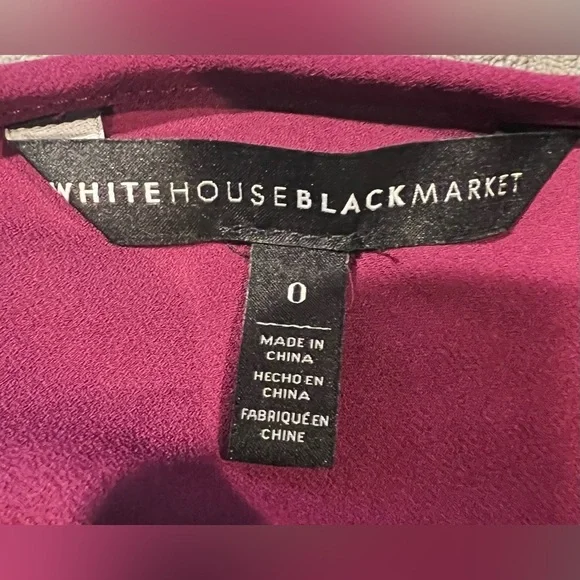 WHITEHOUSEBLACKMARKET
0
MADE IN
CHINA
HECHO EN
CHINA
FABRIQUÉ EN
CHINE